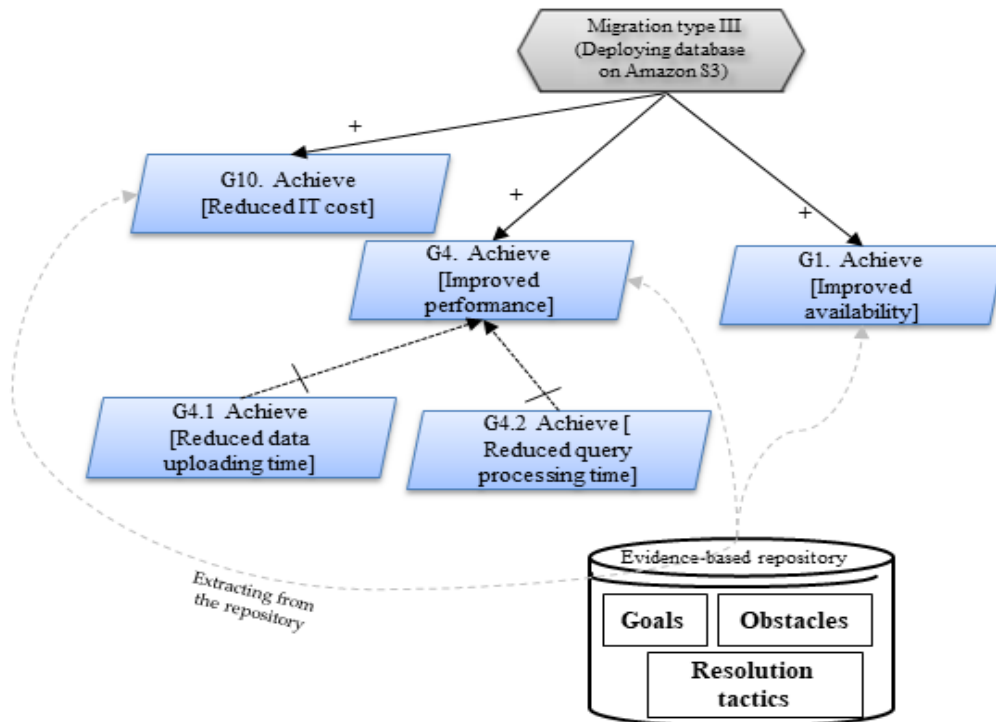 Migration type III
(Deploying database
on Amazon S3)
+
+
+
G10. Achieve
[Reduced IT cost]
G4. Achieve
[Improved
performance]
G1. Achieve
[Improved
availability]
G4.1 Achieve
[Reduced data
uploading time]
G4.2 Achieve [
Reduced query
processing time]
Extracting from
the repository
Evidence-based repository
Goals
Obstacles
Resolution
tactics